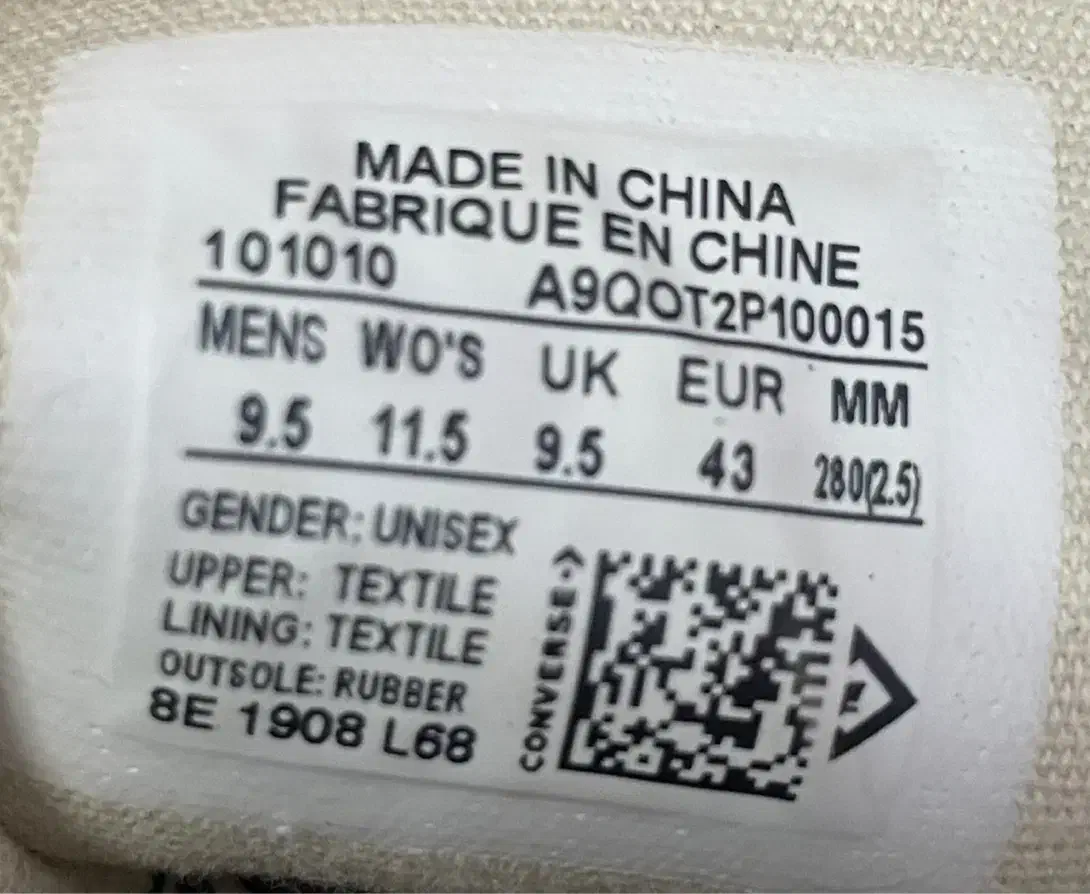 MADE IN CHINA
FABRIQUE EN CHINE
101010 A9QOT2P100015
MENS WO'S UK EUR MM
9.5 11.5 9.5 43 280(2.5)
GENDER: UNISEX
UPPER: TEXTILE
LINING: TEXTILE
OUTSOLE: RUBBER
8E 1908 L68
CONVERSE
E